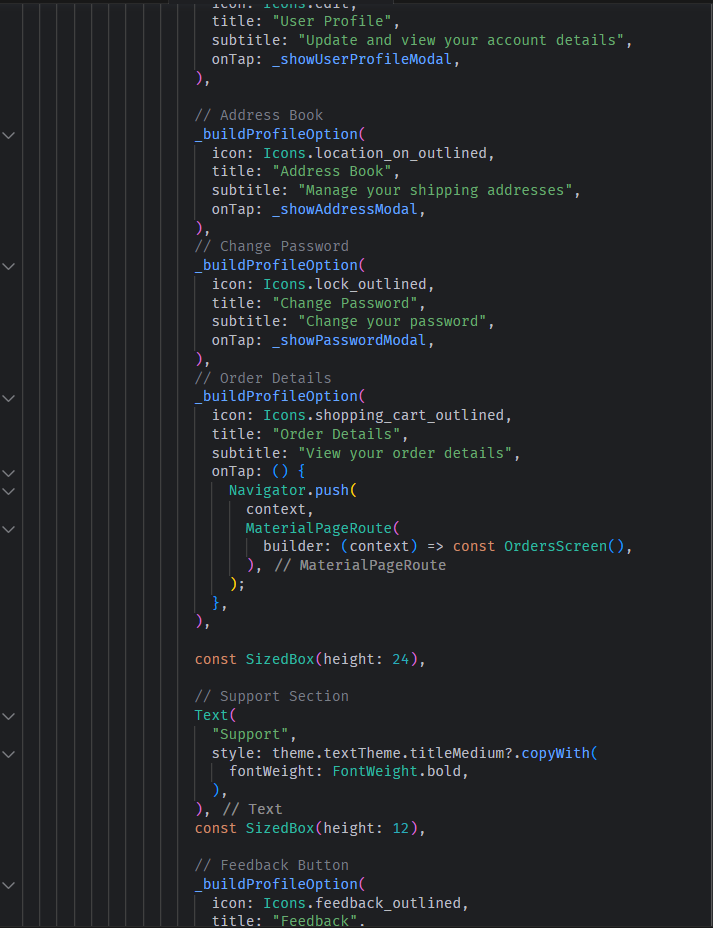 icon: Icons.edit,
title: "User Profile",
subtitle: "Update and view your account details",
onTap: _showUserProfileModal,
),
// Address Book
_buildProfileOption(
icon: Icons.location_on_outlined,
title: "Address Book",
subtitle: "Manage your shipping addresses",
onTap: _showAddressModal,
),
// Change Password
_buildProfileOption(
icon: Icons.lock_outlined,
title: "Change Password",
subtitle: "Change your password",
onTap: _showPasswordModal,
),
// Order Details
_buildProfileOption(
icon: Icons.shopping_cart_outlined,
title: "Order Details",
subtitle: "View your order details",
onTap: () {
Navigator.push(
context,
MaterialPageRoute(
builder: (context) => const OrdersScreen(),
), // MaterialPageRoute
);
},
),
const SizedBox(height: 24),
// Support Section
Text(
"Support",
style: theme.textTheme.titleMedium?.copyWith(
fontWeight: FontWeight.bold,
),
), // Text
const SizedBox(height: 12),
// Feedback Button
_buildProfileOption(
icon: Icons.feedback_outlined,
title: "Feedback",